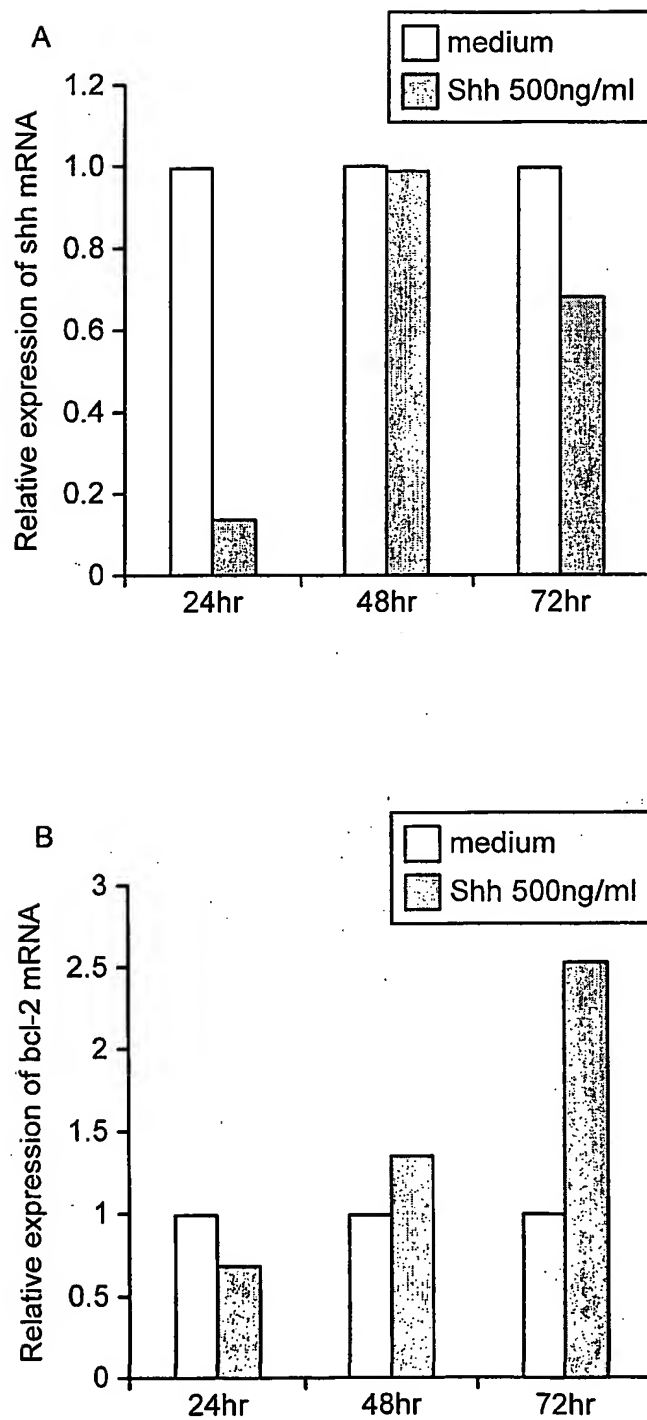 A
medium
Shh 500ng/ml
Relative expression of shh mRNA
1.2
1.0
0.8
0.6
0.4
0.2
0
24hr 48hr 72hr
B
medium
Shh 500ng/ml
Relative expression of bcl-2 mRNA
3
2.5
2
1.5
1
0.5
0
24hr 48hr 72hr